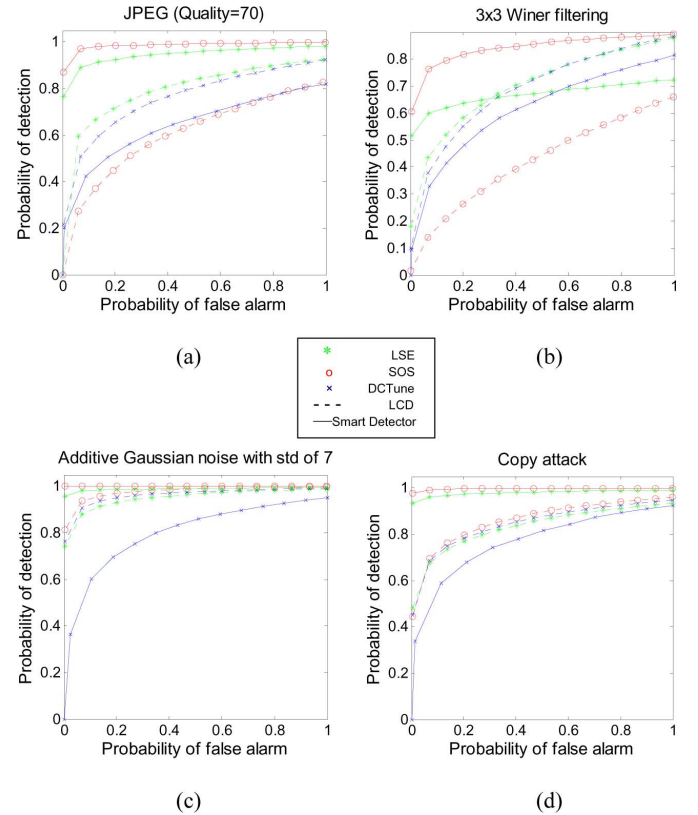 JPEG (Quality=70)
Probability of detection
1
0.8
0.6
0.4
0.2
0
0 0.2 0.4 0.6 0.8 1
Probability of false alarm
(a)
3x3 Winer filtering
Probability of detection
0.8
0.7
0.6
0.5
0.4
0.3
0.2
0.1
0
0 0.2 0.4 0.6 0.8 1
Probability of false alarm
(b)
LSE
SOS
DCTune
LCD
Smart Detector
Additive Gaussian noise with std of 7
Probability of detection
1
0.8
0.6
0.4
0.2
0
0 0.2 0.4 0.6 0.8 1
Probability of false alarm
(c)
Copy attack
Probability of detection
1
0.8
0.6
0.4
0.2
0
0 0.2 0.4 0.6 0.8 1
Probability of false alarm
(d)